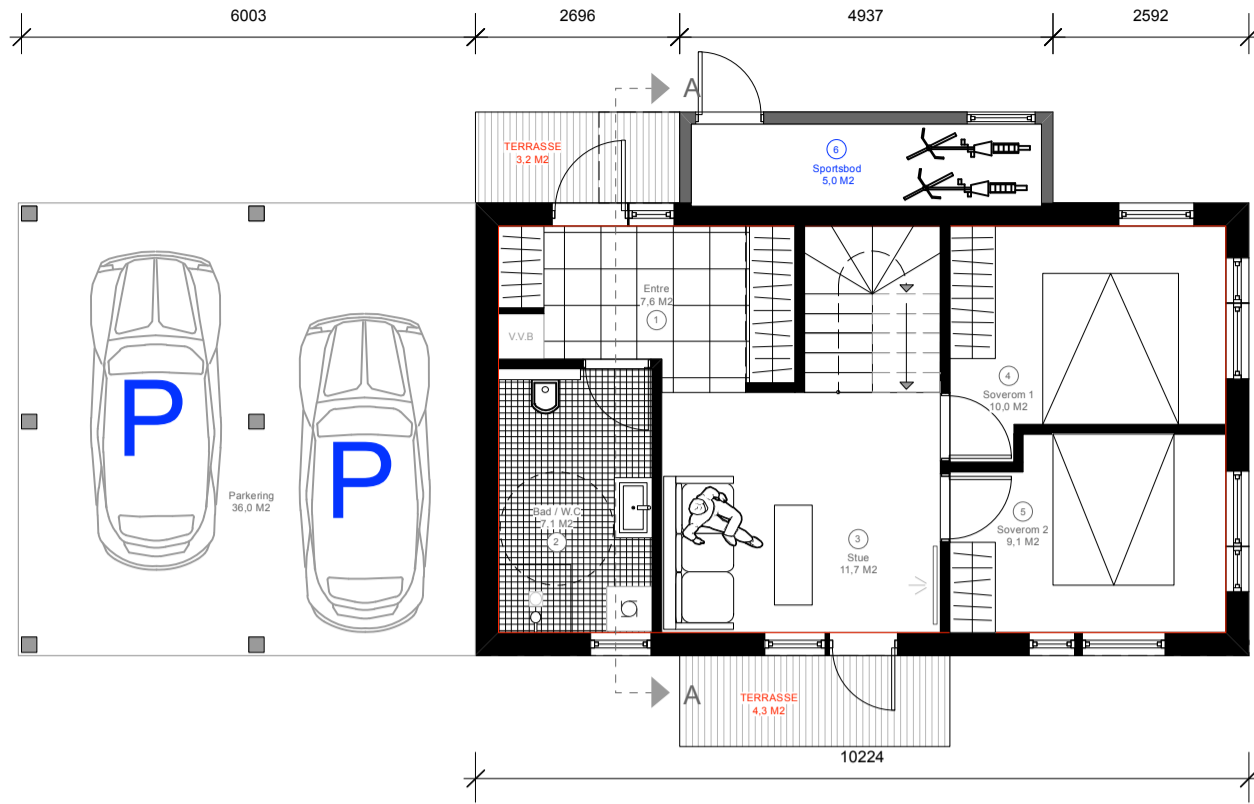 6003
2696
4937
2592
A
TERRASSE
3,2 M2
6
Sportsbod
5,0 M2
Entre
7,6 M2
1
V.V.B
4
Soverom 1
10,0 M2
P
P
Parkering
36,0 M2
Bad / W.C
7,1 M2
2
3
Stue
11,7 M2
5
Soverom 2
9,1 M2
A
TERRASSE
4,3 M2
10224